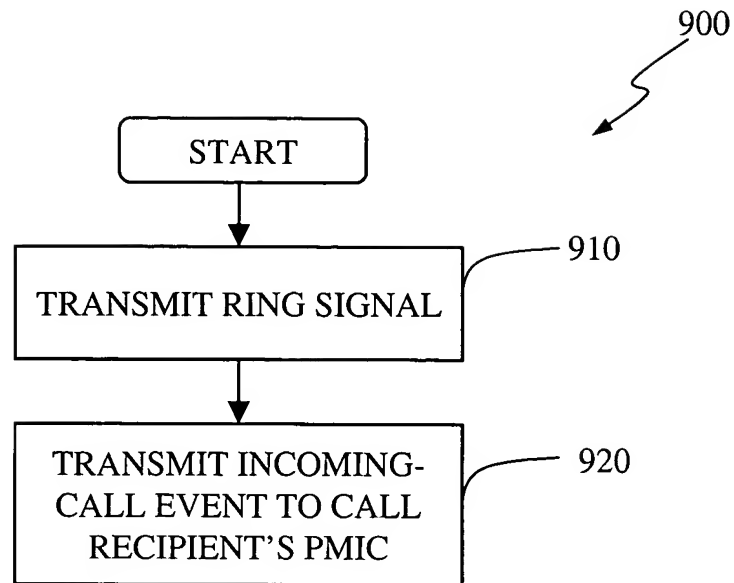 900
START
910
TRANSMIT RING SIGNAL
TRANSMIT INCOMING-
CALL EVENT TO CALL
RECIPIENT'S PMIC
920